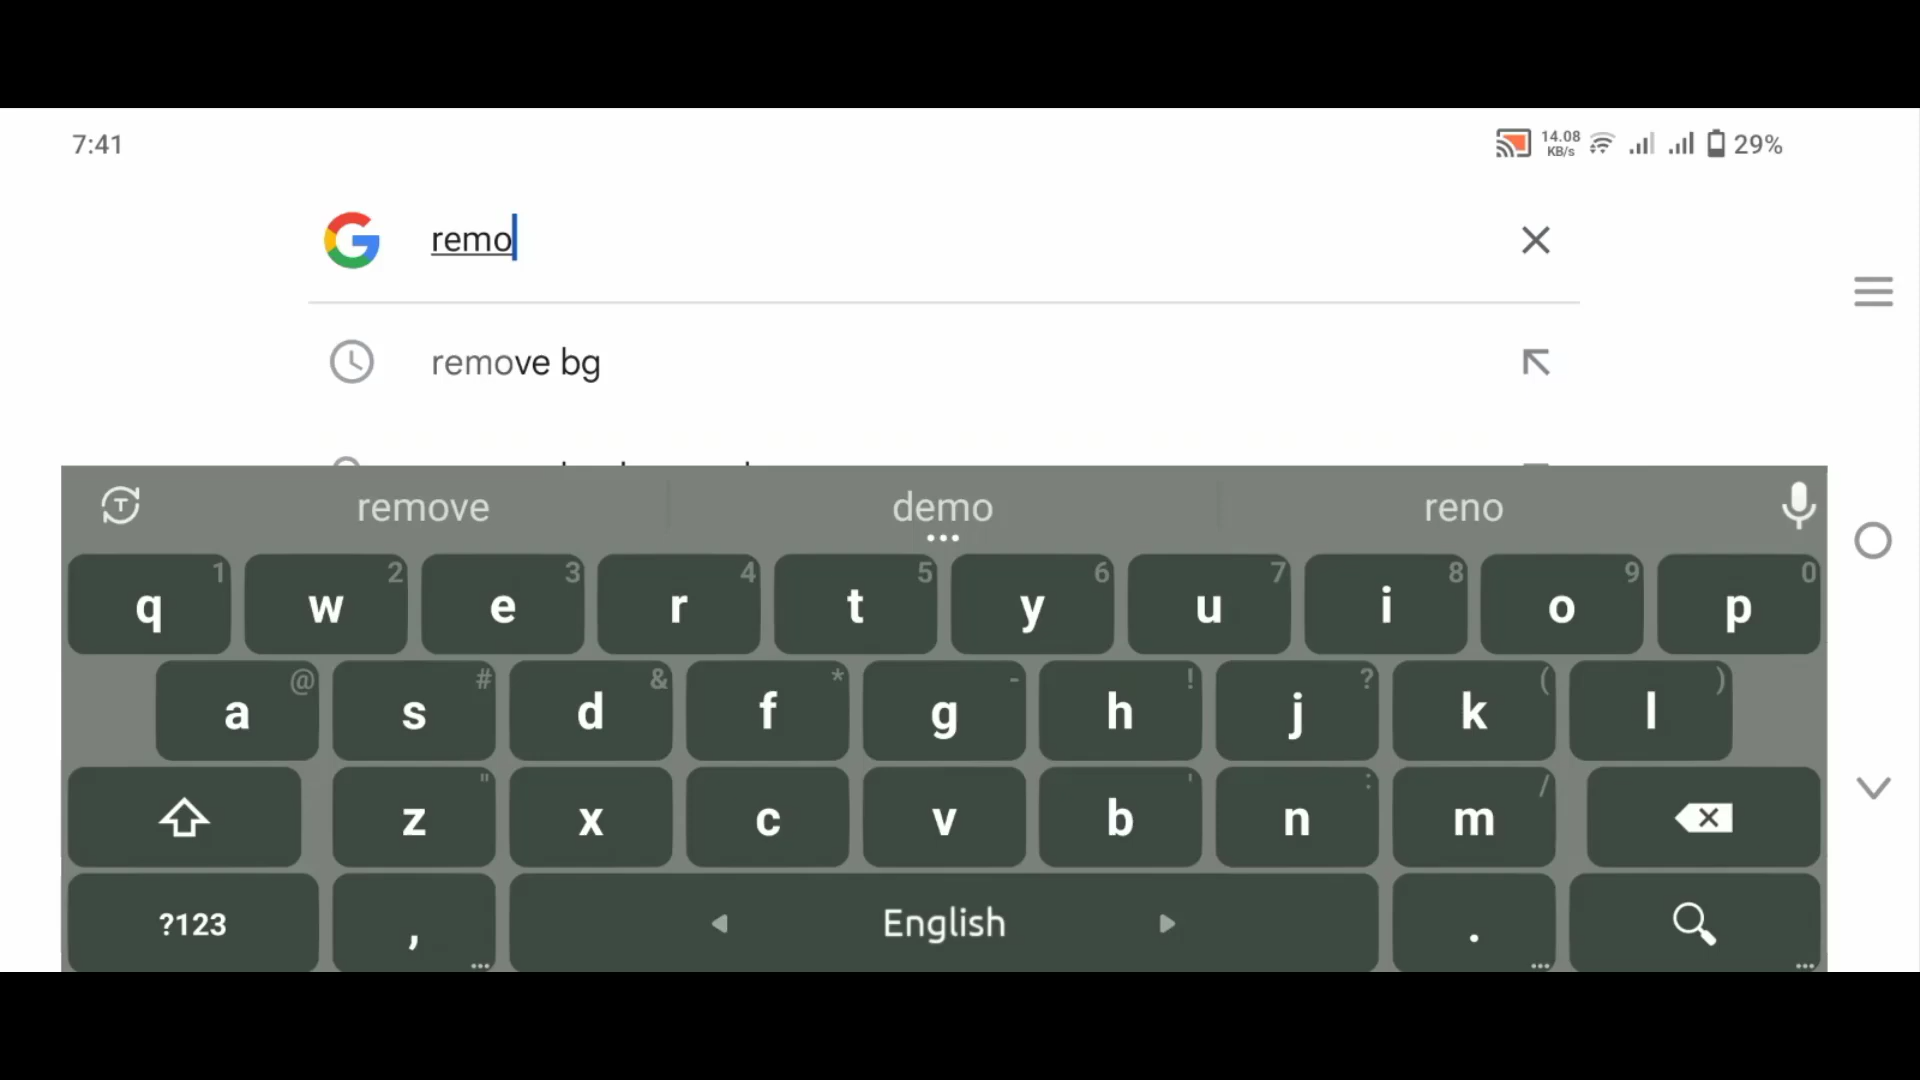 7:41
14.08 KB/s 29%
remo
remove bg
remove demo reno
1 2 3 4 5 6 7 8 9 0
q w e r t y u i o p
@ # & * - ! ? ( )
a s d f g h j k l
" ' : /
z x c v b n m
?123 , English .